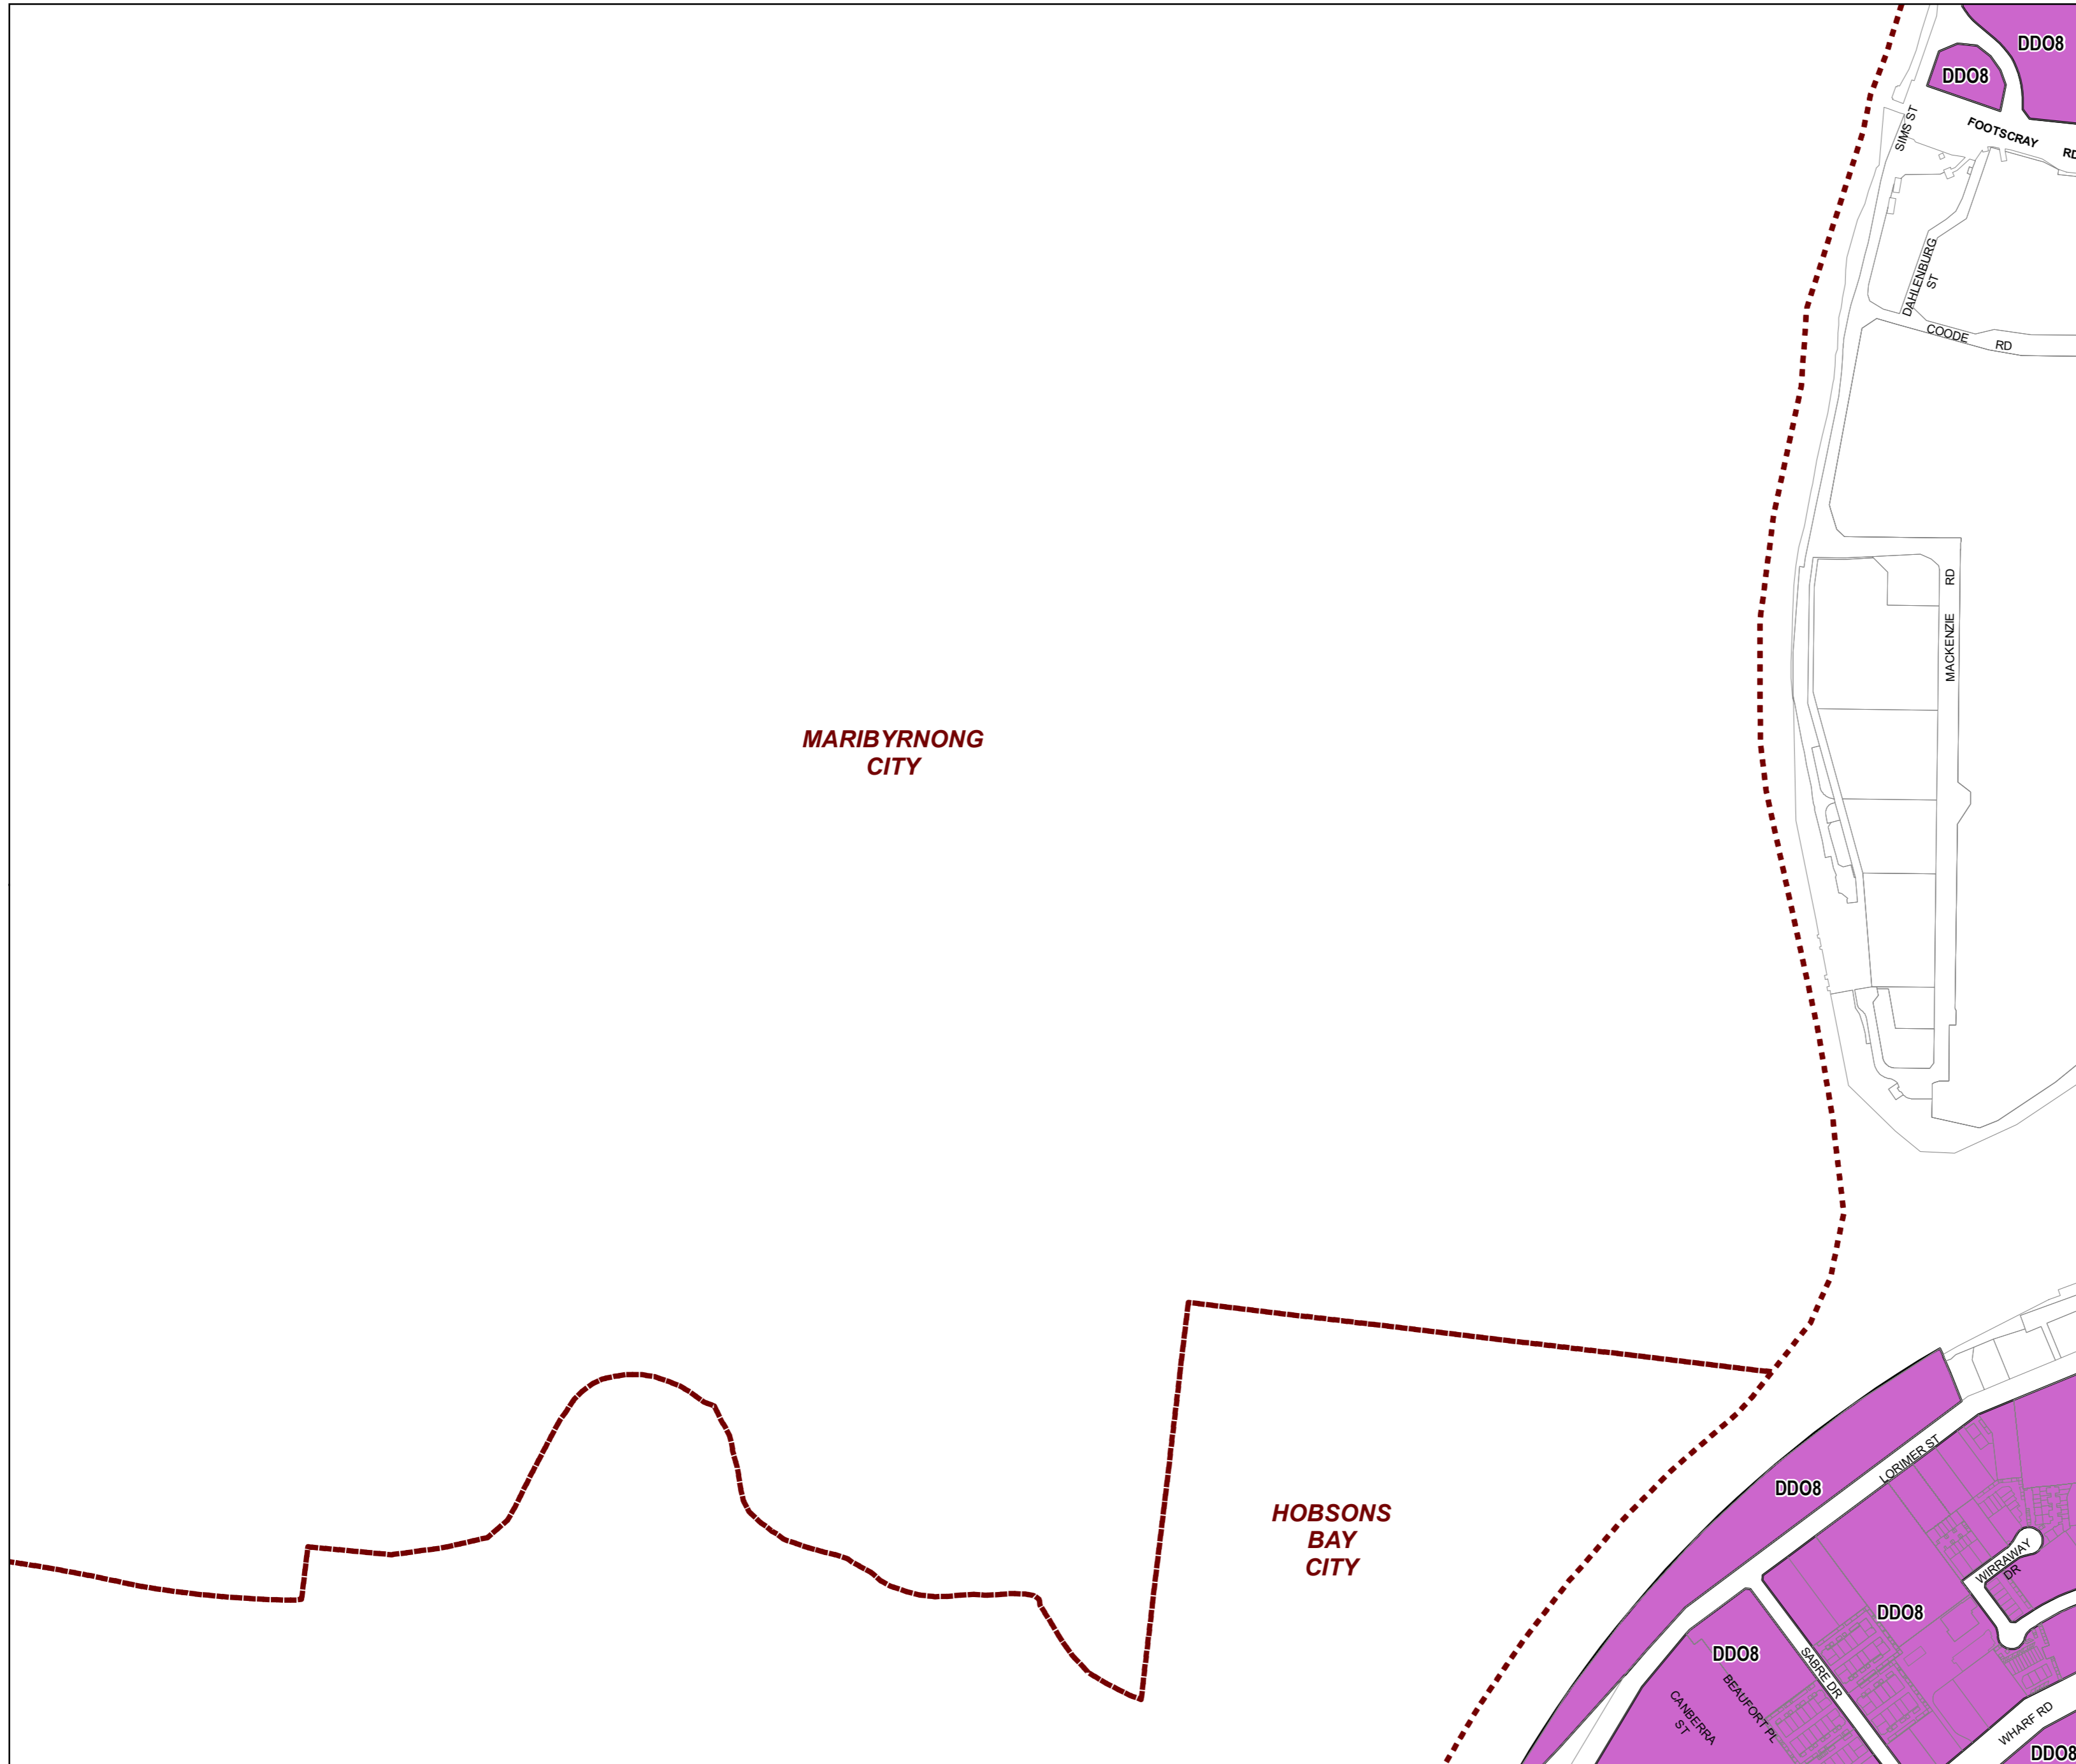 DDO8
DDO8
FOOTSCRAY RD
SIMS ST
DAHLENBURG
ST
COODE RD
MACKENZIE RD
MARIBYRNONG
CITY
HOBSONS
BAY
CITY
LORIMER ST
DDO8
WIRRAWAY
DR
DDO8
DDO8
SABRE DR
BEAUFORT PL
CANBERRA
ST
WHARF RD
DDO8